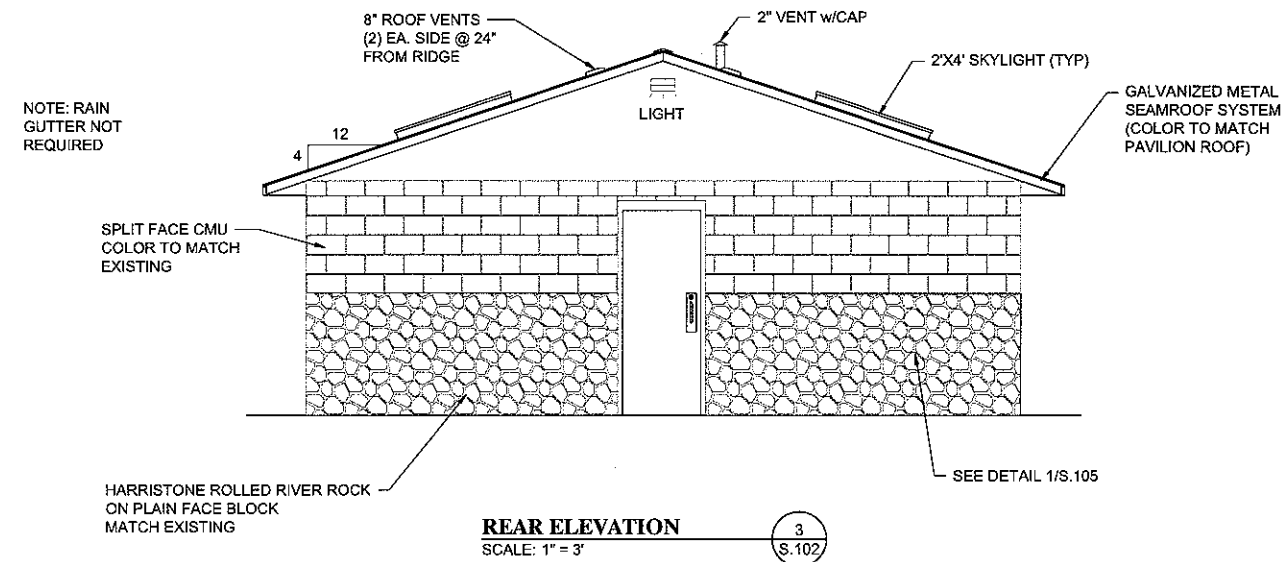 8" ROOF VENTS
(2) EA. SIDE @ 24"
FROM RIDGE
2" VENT w/CAP
2'X4' SKYLIGHT (TYP)
GALVANIZED METAL
SEAMROOF SYSTEM
(COLOR TO MATCH
PAVILION ROOF)
NOTE: RAIN
GUTTER NOT
REQUIRED
LIGHT
12
4
SPLIT FACE CMU
COLOR TO MATCH
EXISTING
SEE DETAIL 1/S.105
HARRISTONE ROLLED RIVER ROCK
ON PLAIN FACE BLOCK
MATCH EXISTING
REAR ELEVATION
SCALE: 1" = 3'
3
S.102